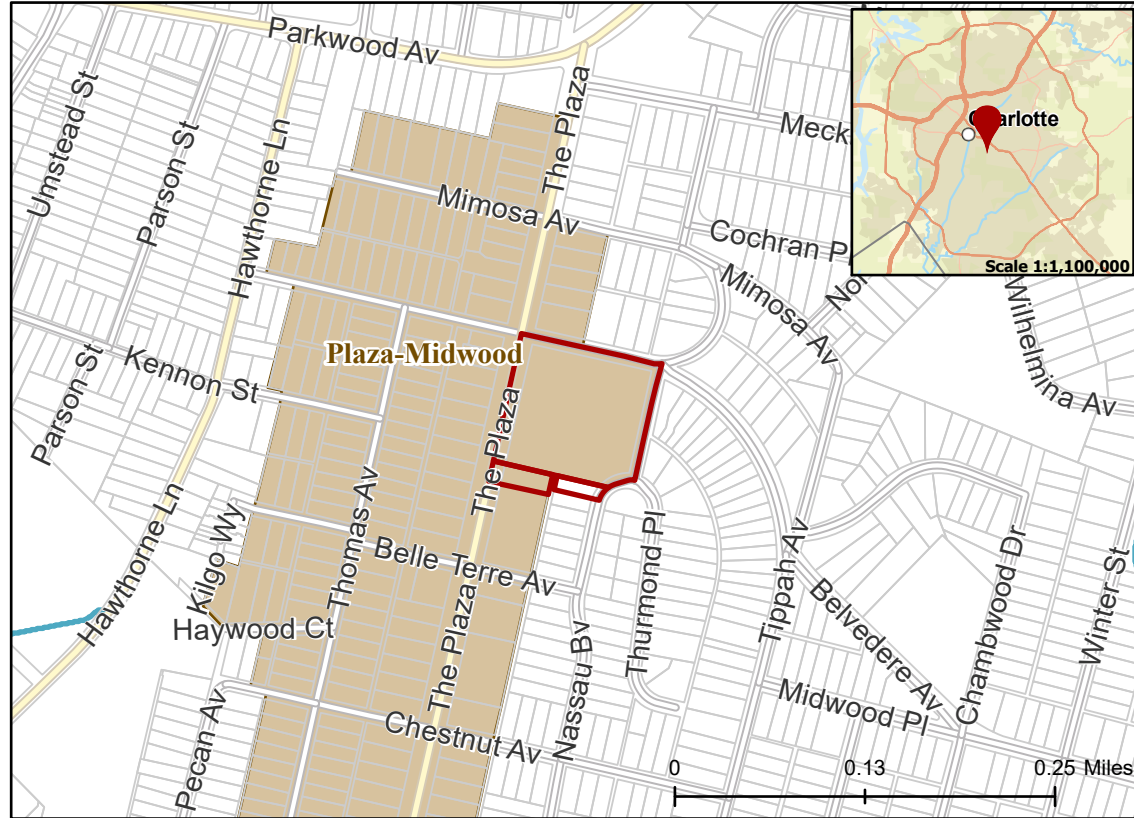 Parkwood Av
Umstead St
Parson St
Hawthorne Ln
The Plaza
Meck
Charlotte
Scale 1:1,100,000
Mimosa Av
Cochran P
Mimosa Av
Nor
Wilhelmina Av
Plaza-Midwood
Kennon St
Parson St
The Plaza
Hawthorne Ln
Kilgo Wy
Thomas Av
Belle Terre Av
Haywood Ct
The Plaza
Pecan Av
Chestnut Av
Nassau Bv
Thurmond Pl
Tippah Av
Belvedere Av
Chambwood Dr
Winter St
Midwood Pl
0
0.13
0.25 Miles